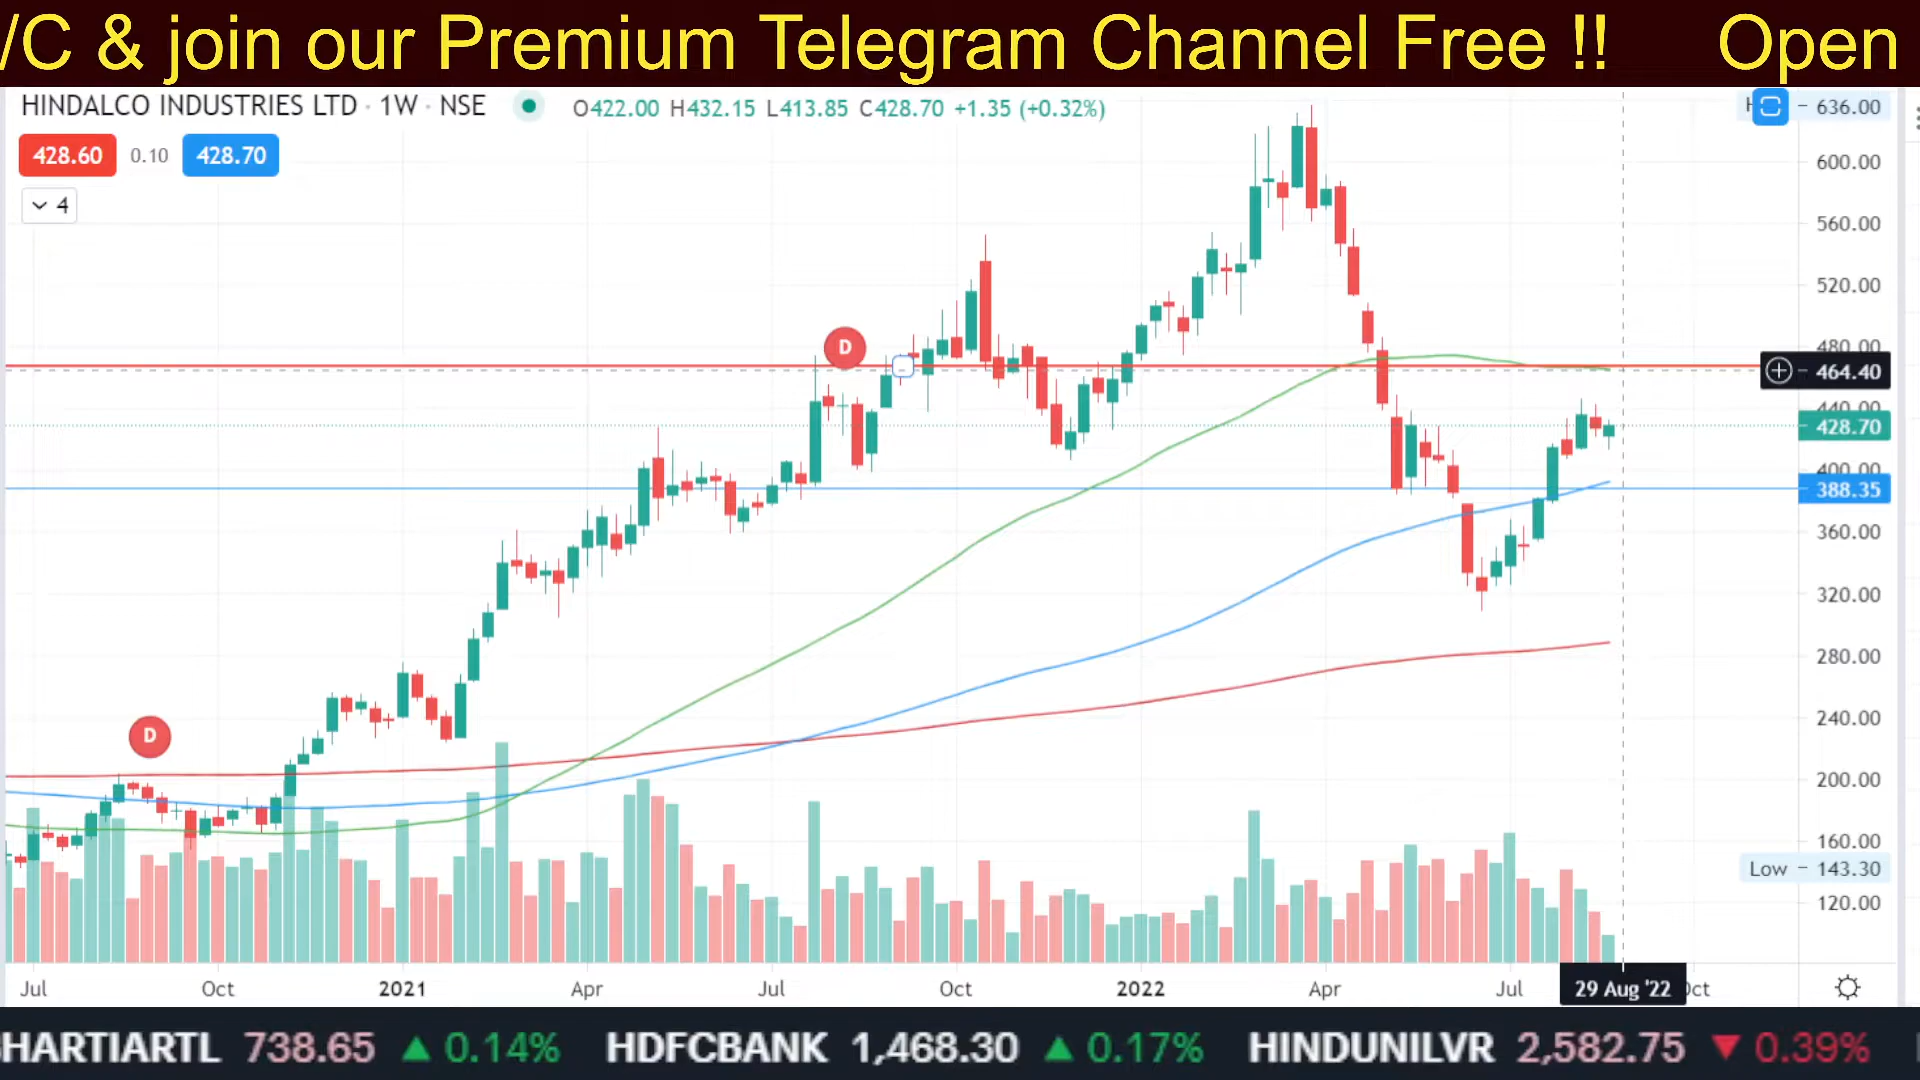 /C & join our Premium Telegram Channel Free !! Open
HINDALCO INDUSTRIES LTD · 1W · NSE O422.00 H432.15 L413.85 C428.70 +1.35 (+0.32%)
428.60 0.10 428.70
4
636.00
600.00
560.00
520.00
480.00
464.40
440.00
428.70
400.00
388.35
360.00
320.00
280.00
240.00
200.00
160.00
Low 143.30
120.00
D
D
Jul Oct 2021 Apr Jul Oct 2022 Apr Jul 29 Aug '22
HARTIARTL 738.65 ▲ 0.14% HDFCBANK 1,468.30 ▲ 0.17% HINDUNILVR 2,582.75 ▼ 0.39%